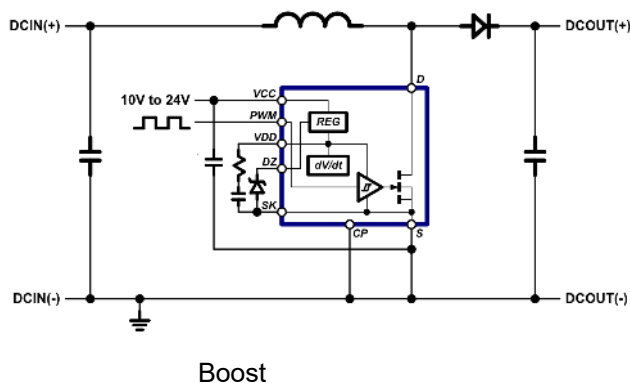 DCIN(+)
DCOUT(+)
D
VCC
10V to 24V
PWM
REG
VDD
DZ
dV/dt
SK
CP
S
DCIN(-)
DCOUT(-)
Boost